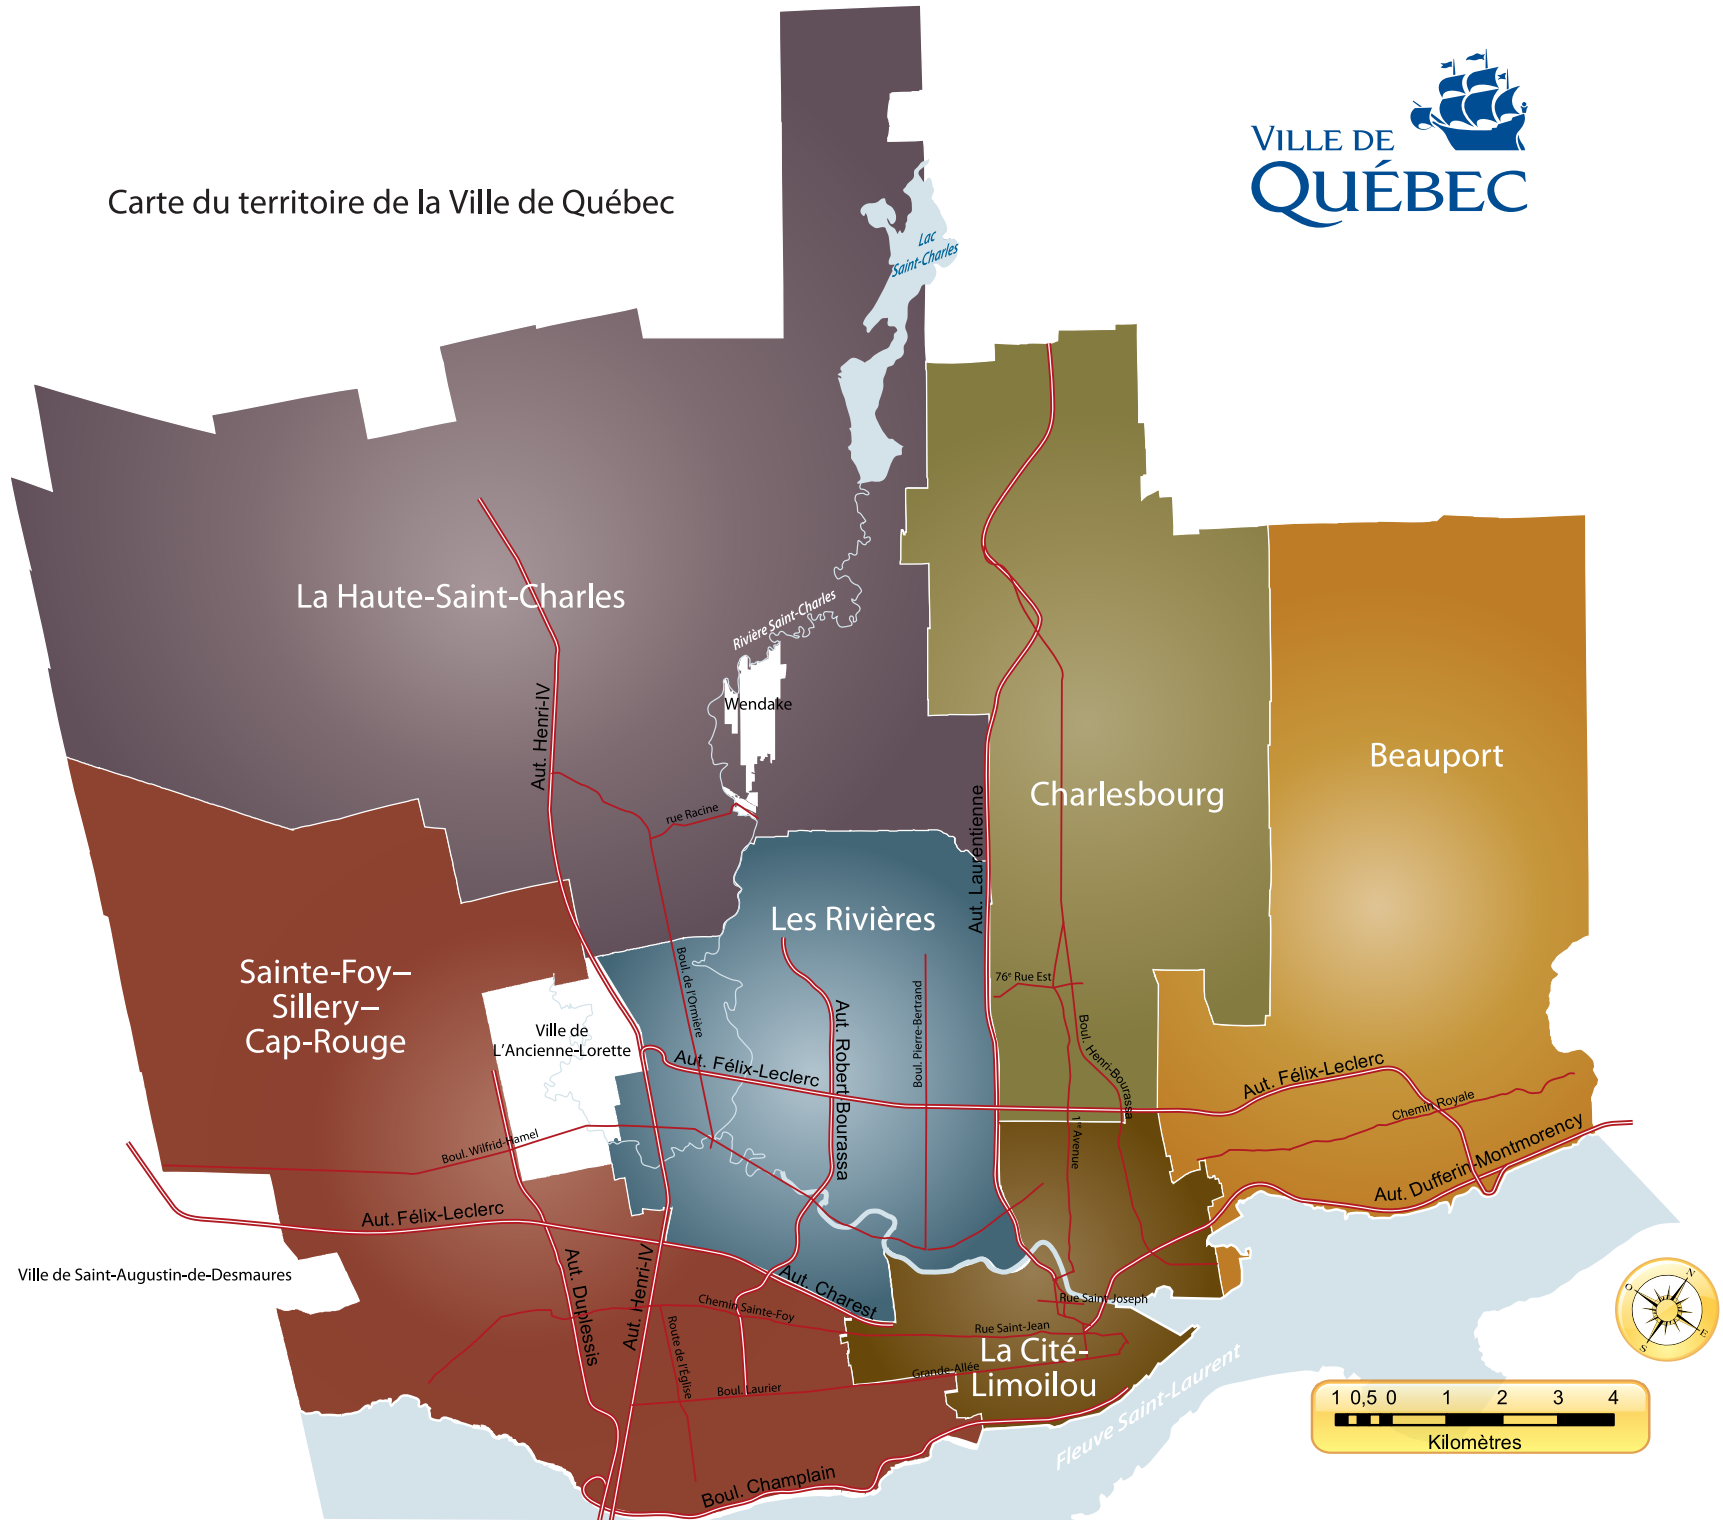 Carte du territoire de la Ville de Québec
VILLE DE
QUÉBEC
Lac
Saint-Charles
La Haute-Saint-Charles
Rivière Saint-Charles
Wendake
Aut. Henri-IV
rue Racine
Beauport
Charlesbourg
Aut. Laurentienne
Les Rivières
Sainte-Foy–
Sillery–
Cap-Rouge
Boul. de l'Ormière
76e Rue Est
Boul. Pierre-Bertrand
Aut. Robert-Bourassa
Boul. Henri-Bourassa
Ville de
L'Ancienne-Lorette
Aut. Félix-Leclerc
Aut. Félix-Leclerc
Chemin Royale
1re Avenue
Boul. Wilfrid-Hamel
Aut. Dufferin-Montmorency
Aut. Félix-Leclerc
Ville de Saint-Augustin-de-Desmaures
Aut. Duplessis
Aut. Henri-IV
Aut. Charest
Chemin Sainte-Foy
Route de l'Église
Rue Saint-Joseph
Rue Saint-Jean
La Cité-
Limoilou
Grande-Allée
Boul. Laurier
Fleuve Saint-Laurent
Boul. Champlain
N
O
E
S
1 0,5 0 1 2 3 4
Kilomètres